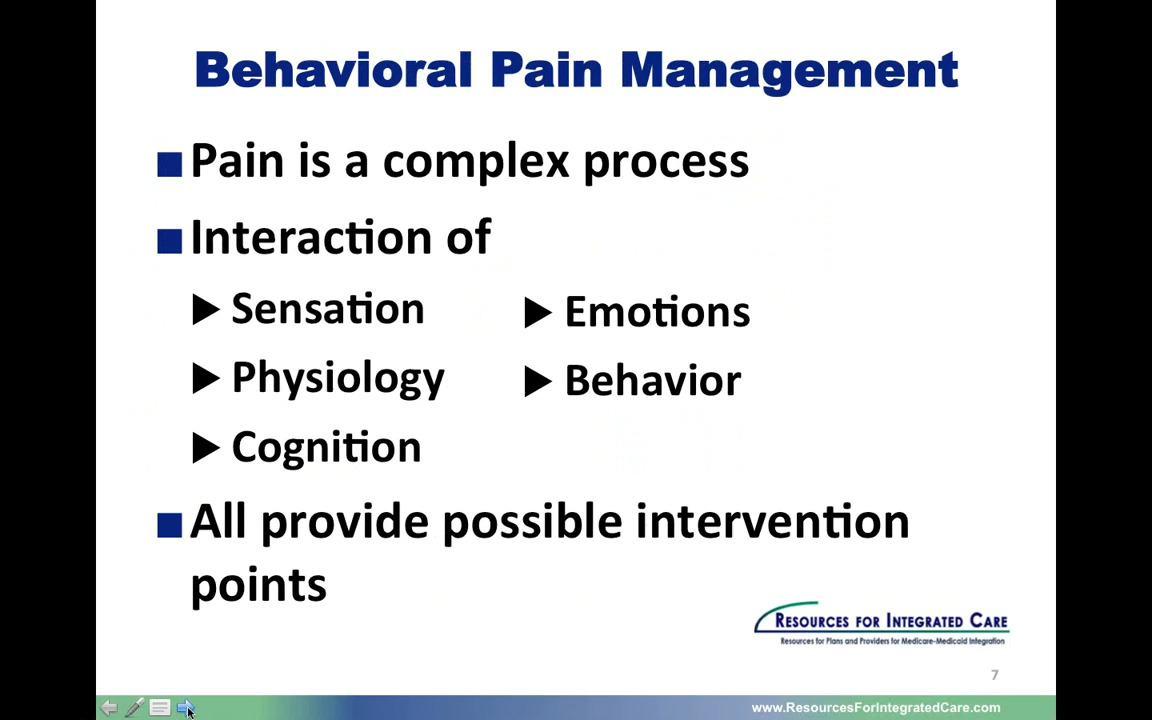 Behavioral Pain Management
■ Pain is a complex process
■ Interaction of
▶ Sensation
▶ Physiology
▶ Cognition
▶ Emotions
▶ Behavior
■ All provide possible intervention
points
RESOURCES FOR INTEGRATED CARE
Resources for Plans and Providers for Medicare-Medicaid Integration
7
www.ResourcesForIntegratedCare.com